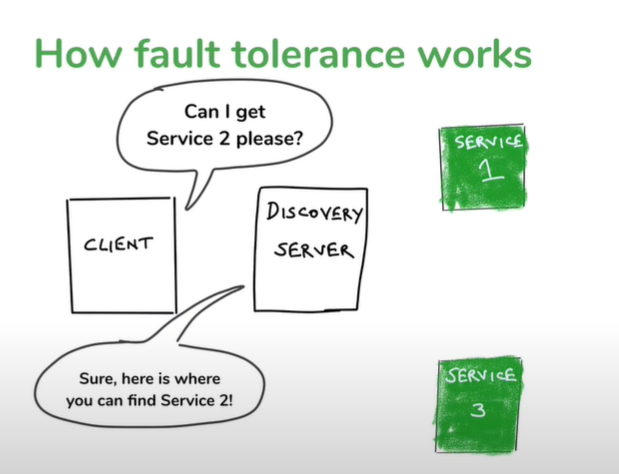 How fault tolerance works
Can I get
Service 2 please?
SERVICE
1
DISCOVERY
SERVER
CLIENT
Sure, here is where
you can find Service 2!
SERVICE
3